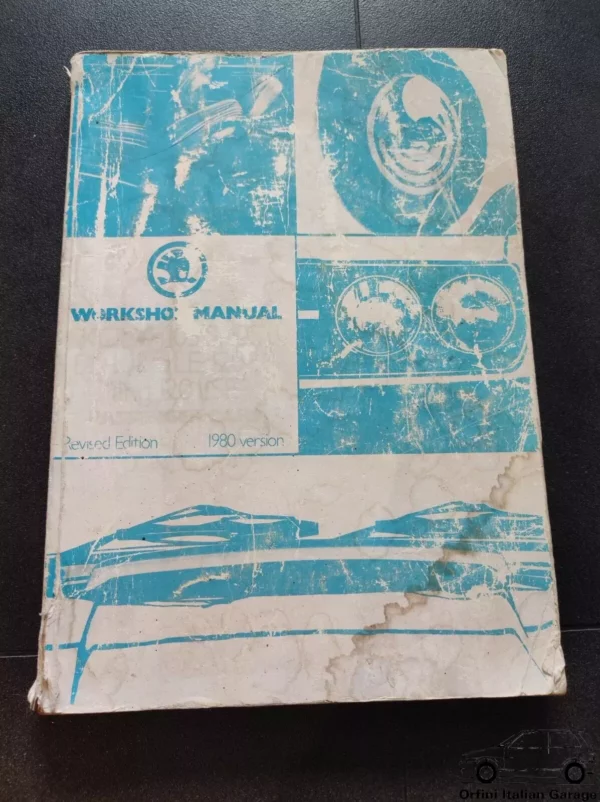 WORKSHOP MANUAL
Revised Edition 1980 version
Orfini Italian Garage